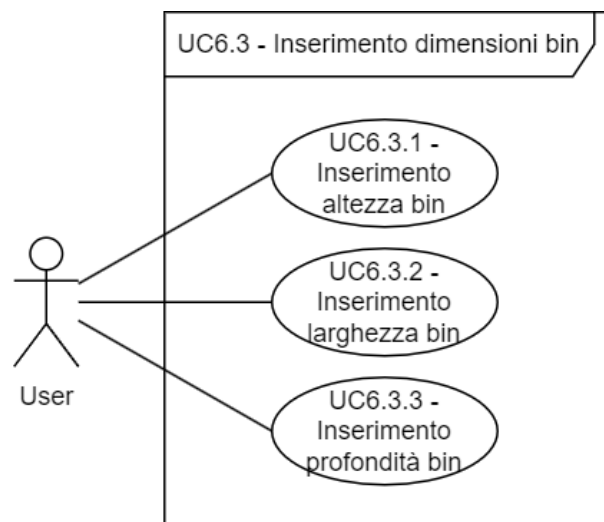 UC6.3 - Inserimento dimensioni bin
UC6.3.1 -
Inserimento
altezza bin
UC6.3.2 -
Inserimento
larghezza bin
User
UC6.3.3 -
Inserimento
profondità bin